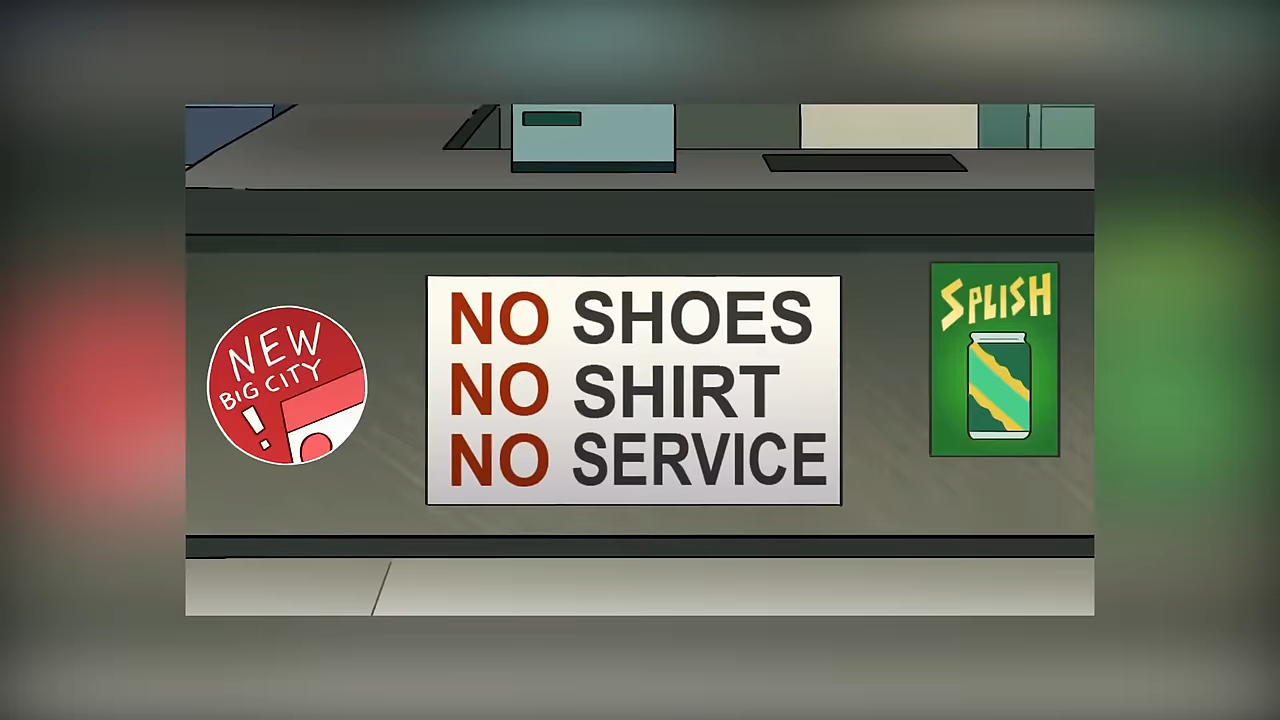 NEW
BIG CITY
!
NO SHOES
NO SHIRT
NO SERVICE
SPLISH